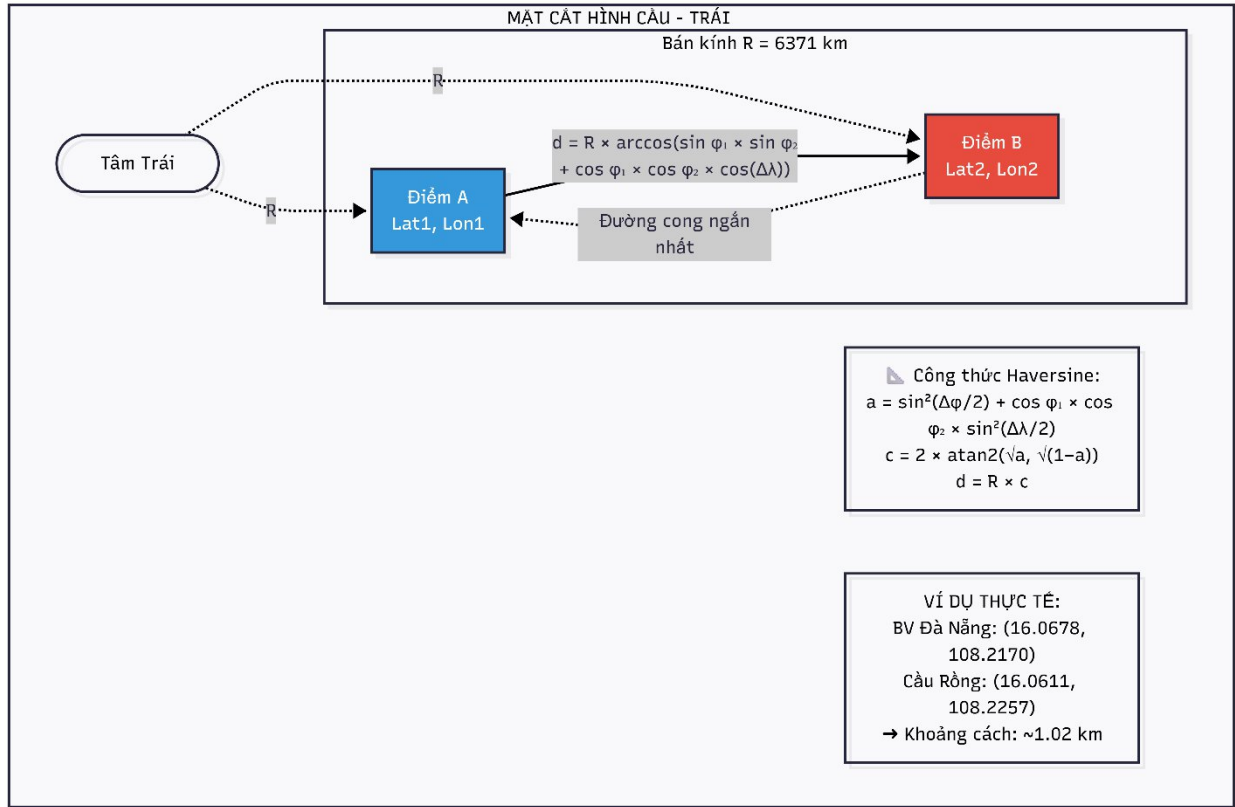 MẶT CẮT HÌNH CẦU - TRÁI
Bán kính R = 6371 km
R
Tâm Trái
R
d = R × arccos(sin φ₁ × sin φ₂
+ cos φ₁ × cos φ₂ × cos(Δλ))
Điểm A
Lat1, Lon1
Điểm B
Lat2, Lon2
Đường cong ngắn
nhất
📐 Công thức Haversine:
a = sin²(Δφ/2) + cos φ₁ × cos
φ₂ × sin²(Δλ/2)
c = 2 × atan2(√a, √(1−a))
d = R × c
VÍ DỤ THỰC TẾ:
BV Đà Nẵng: (16.0678,
108.2170)
Cầu Rồng: (16.0611,
108.2257)
➜ Khoảng cách: ~1.02 km